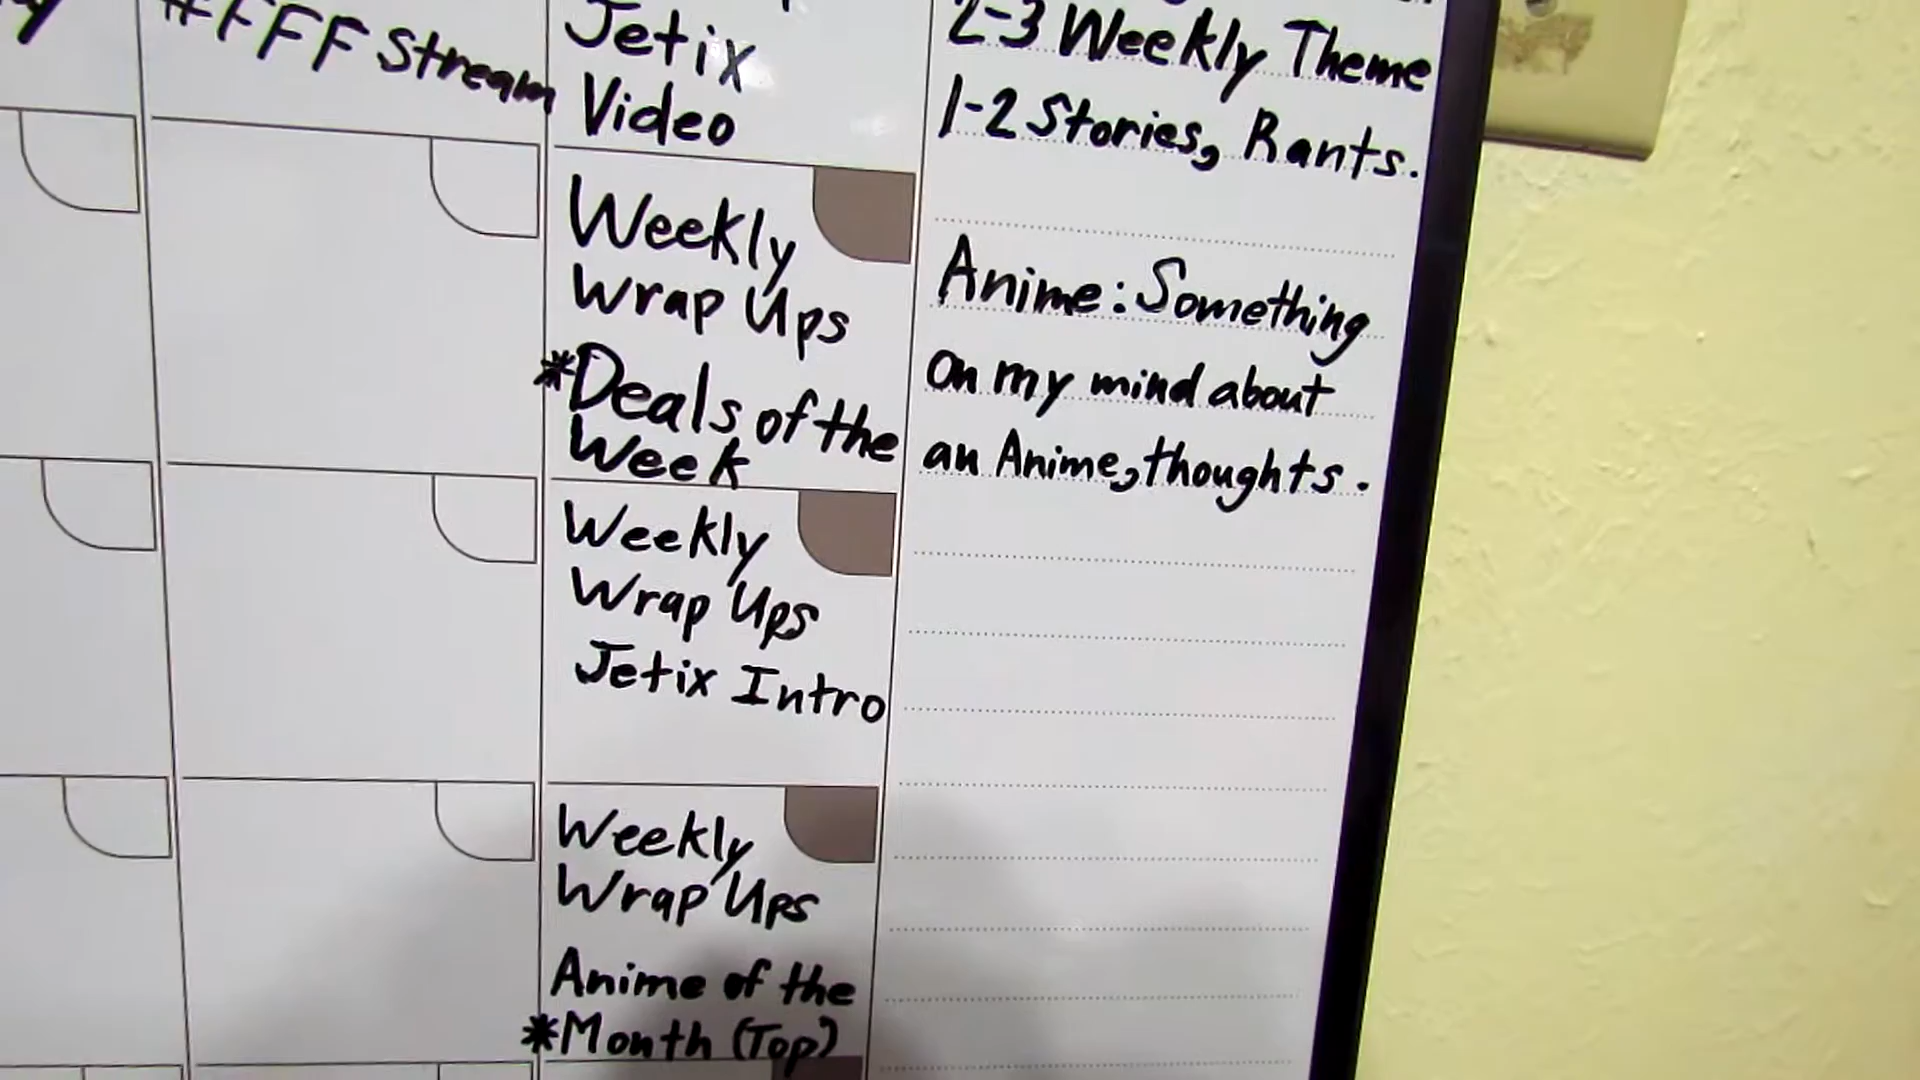 #FFF Stream
Jetix
Video
Weekly
Wrap Ups
*Deals of the
Week
Weekly
Wrap Ups
Jetix Intro
Weekly
Wrap Ups
Anime of the
*Month (Top)
2-3 Weekly Theme
1-2 Stories, Rants.
Anime: Something
on my mind about
an Anime, thoughts.